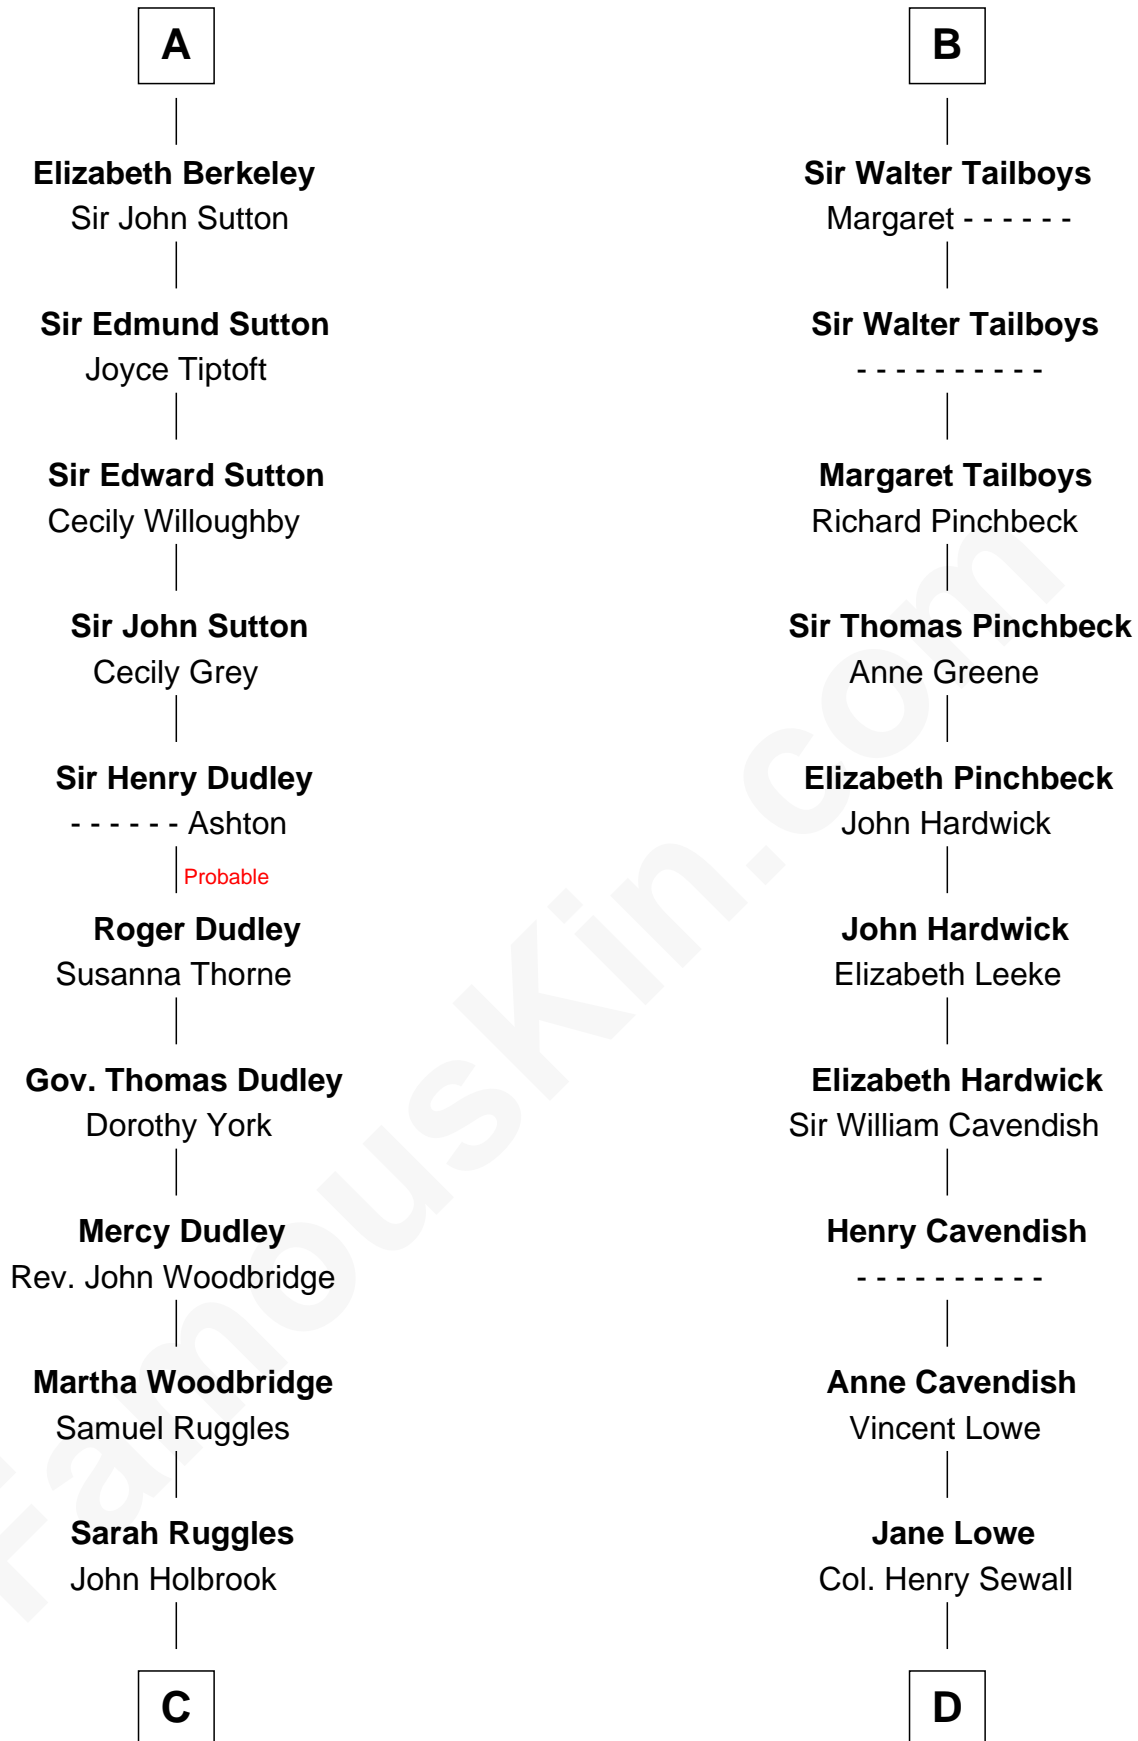 A
Elizabeth Berkeley
Sir John Sutton
Sir Edmund Sutton
Joyce Tiptoft
Sir Edward Sutton
Cecily Willoughby
Sir John Sutton
Cecily Grey
Sir Henry Dudley
- - - - - - Ashton
Probable
Roger Dudley
Susanna Thorne
Gov. Thomas Dudley
Dorothy York
Mercy Dudley
Rev. John Woodbridge
Martha Woodbridge
Samuel Ruggles
Sarah Ruggles
John Holbrook
C
B
Sir Walter Tailboys
Margaret - - - - - -
Sir Walter Tailboys
- - - - - - - - - -
Margaret Tailboys
Richard Pinchbeck
Sir Thomas Pinchbeck
Anne Greene
Elizabeth Pinchbeck
John Hardwick
John Hardwick
Elizabeth Leeke
Elizabeth Hardwick
Sir William Cavendish
Henry Cavendish
- - - - - - - - - -
Anne Cavendish
Vincent Lowe
Jane Lowe
Col. Henry Sewall
D
FamousKin.com